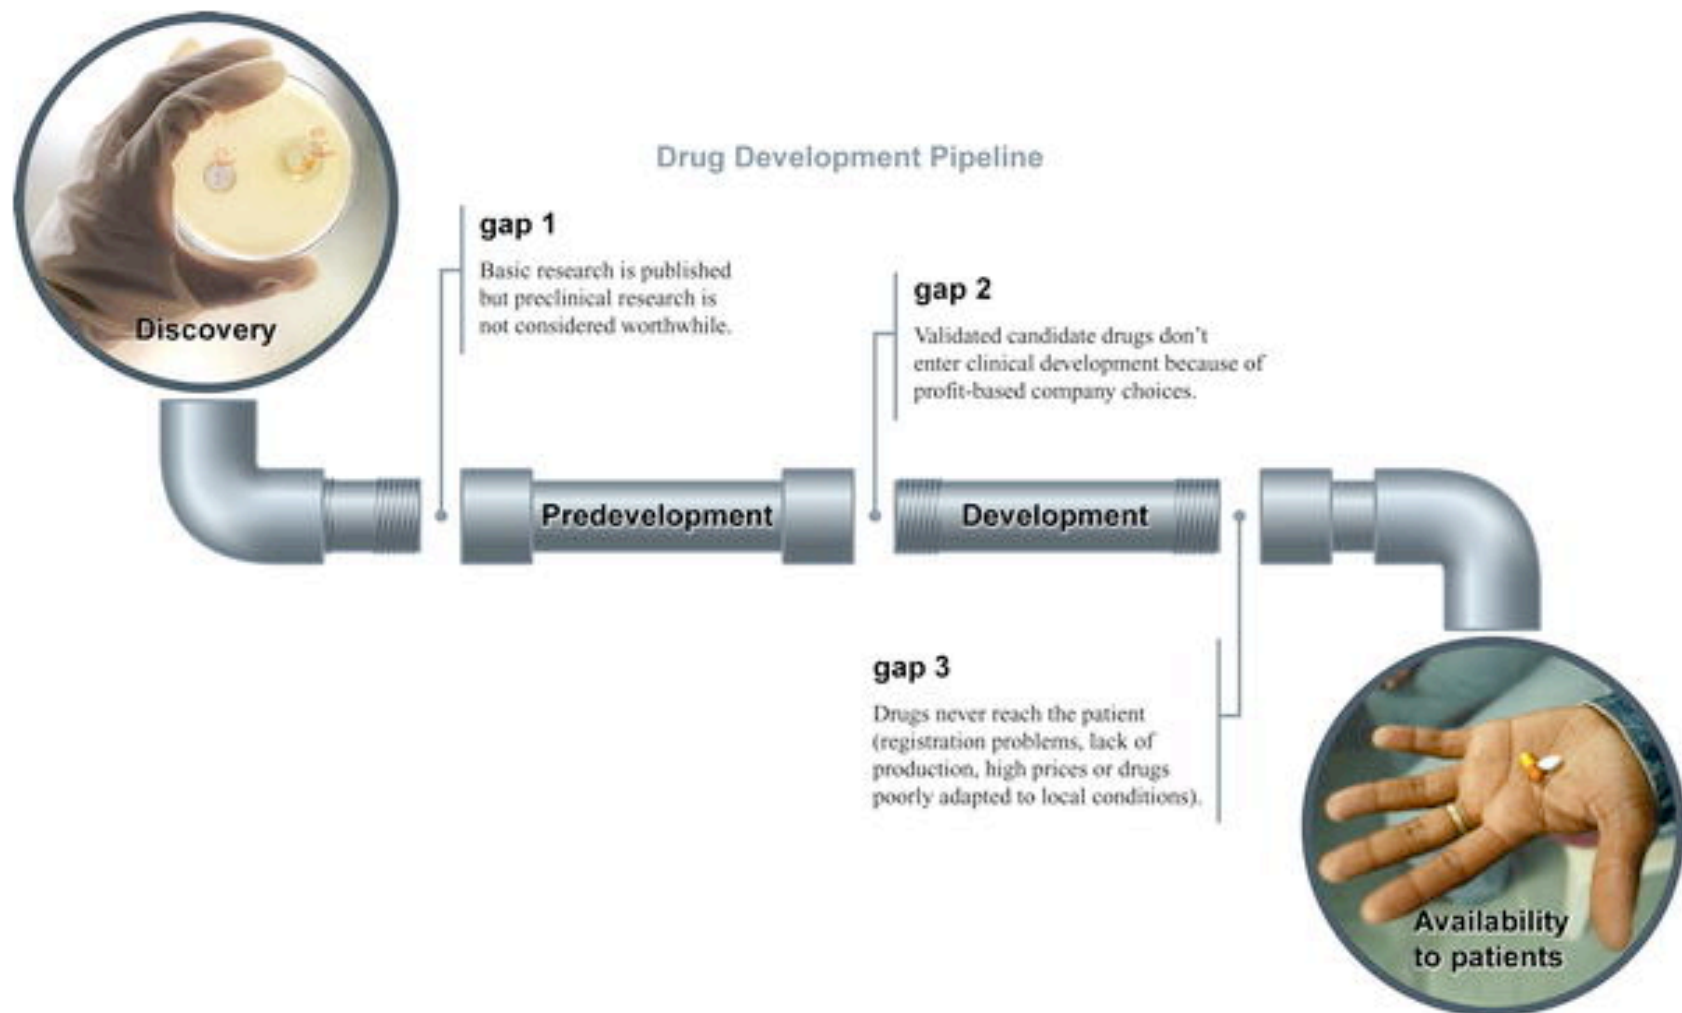 Drug Development Pipeline
Discovery
gap 1
Basic research is published
but preclinical research is
not considered worthwhile.
gap 2
Validated candidate drugs don’t
enter clinical development because of
profit-based company choices.
Predevelopment
Development
gap 3
Drugs never reach the patient
(registration problems, lack of
production, high prices or drugs
poorly adapted to local conditions).
Availability
to patients